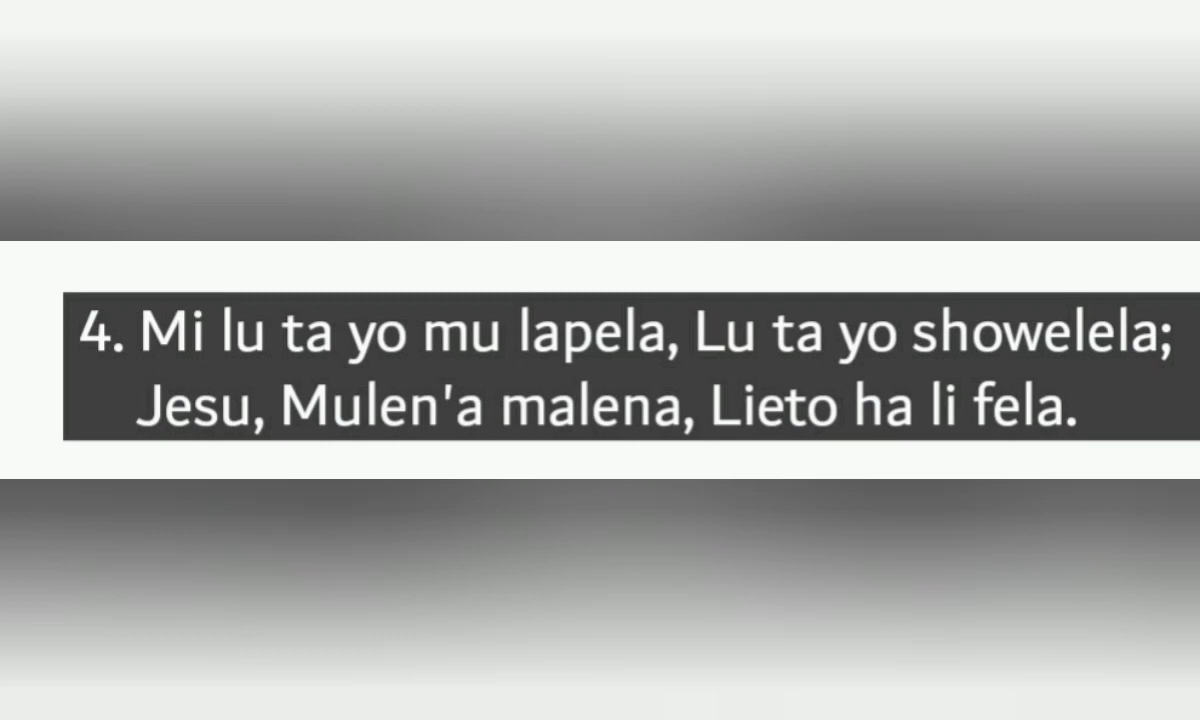 4. Mi lu ta yo mu lapela, Lu ta yo showelela;
Jesu, Mulen'a malena, Lieto ha li fela.